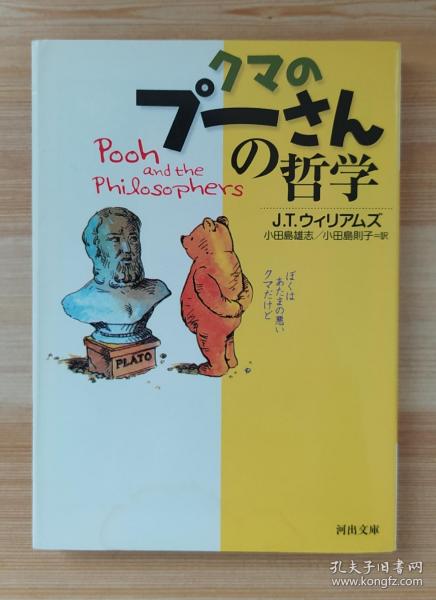 クマの
プーさん
の哲学
Pooh
and the
Philosophers
J.T.ウィリアムズ
小田島雄志/小田島則子=訳
ぼくは
あたまの悪い
クマだけど
PLATO
河出文庫
孔夫子旧书网
www.kongfz.com